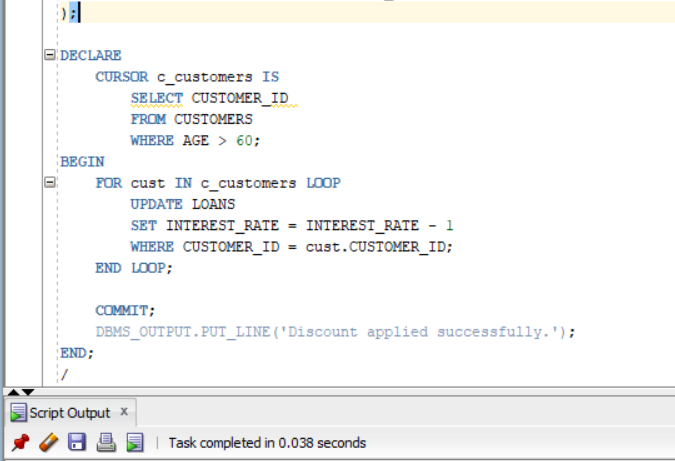 );
DECLARE
CURSOR c_customers IS
SELECT CUSTOMER_ID
FROM CUSTOMERS
WHERE AGE > 60;
BEGIN
FOR cust IN c_customers LOOP
UPDATE LOANS
SET INTEREST_RATE = INTEREST_RATE - 1
WHERE CUSTOMER_ID = cust.CUSTOMER_ID;
END LOOP;
COMMIT;
DBMS_OUTPUT.PUT_LINE('Discount applied successfully.');
END;
/
Script Output x
Task completed in 0.038 seconds